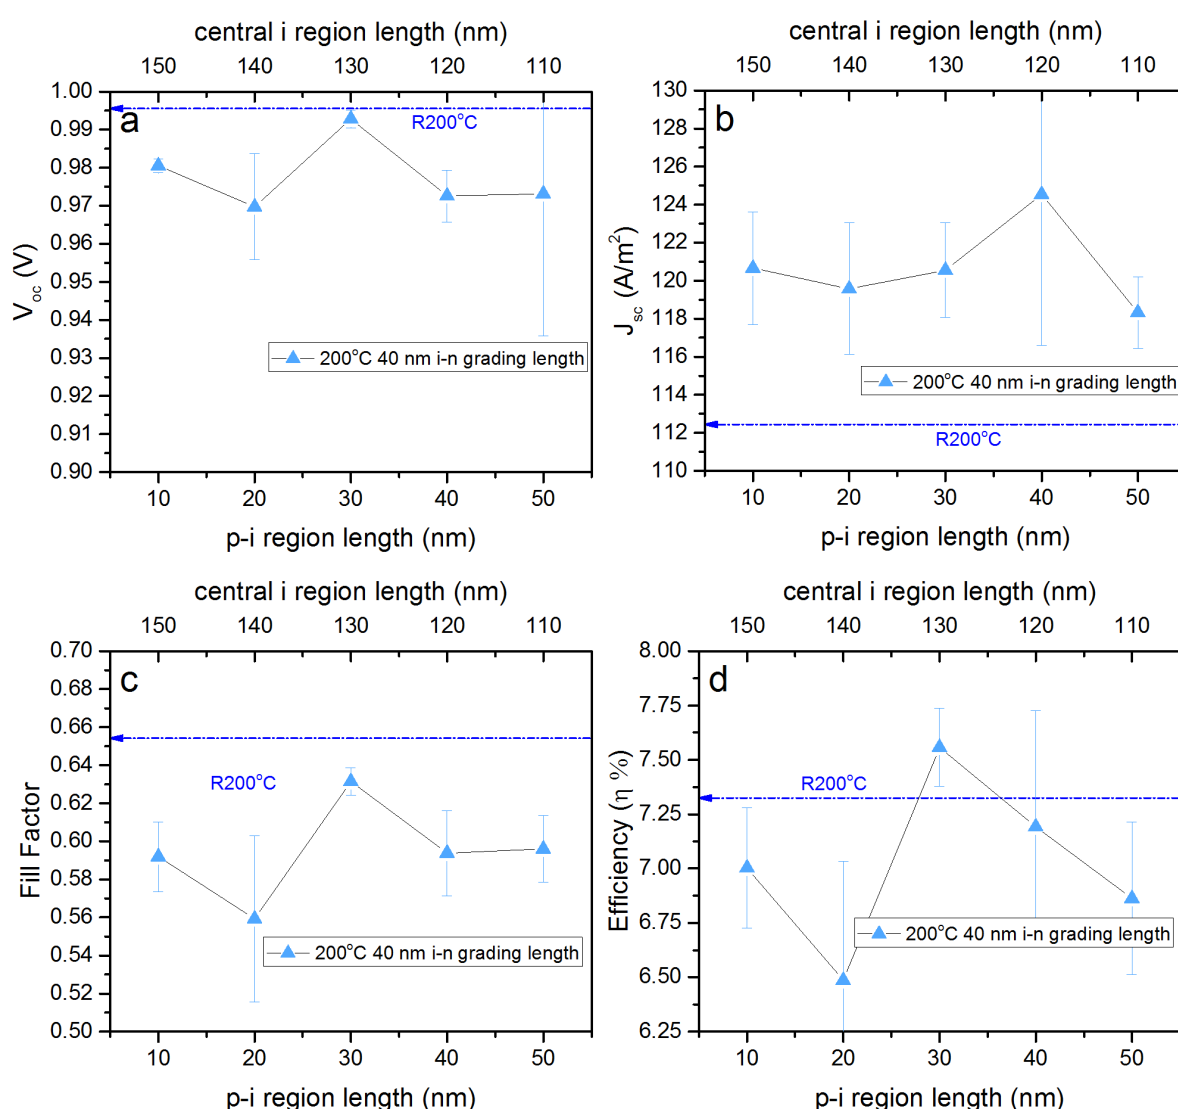 central i region length (nm)
150 140 130 120 110
1.00
0.99
0.98
0.97
0.96
0.95
0.94
0.93
0.92
0.91
0.90
V_oc (V)
a
R200°C
200°C 40 nm i-n grading length
10 20 30 40 50
p-i region length (nm)
central i region length (nm)
150 140 130 120 110
130
128
126
124
122
120
118
116
114
112
110
J_sc (A/m²)
b
200°C 40 nm i-n grading length
R200°C
10 20 30 40 50
p-i region length (nm)
central i region length (nm)
150 140 130 120 110
0.70
0.68
0.66
0.64
0.62
0.60
0.58
0.56
0.54
0.52
0.50
Fill Factor
c
R200°C
200°C 40 nm i-n grading length
10 20 30 40 50
p-i region length (nm)
central i region length (nm)
150 140 130 120 110
8.00
7.75
7.50
7.25
7.00
6.75
6.50
6.25
Efficiency (η %)
d
R200°C
200°C 40 nm i-n grading length
10 20 30 40 50
p-i region length (nm)